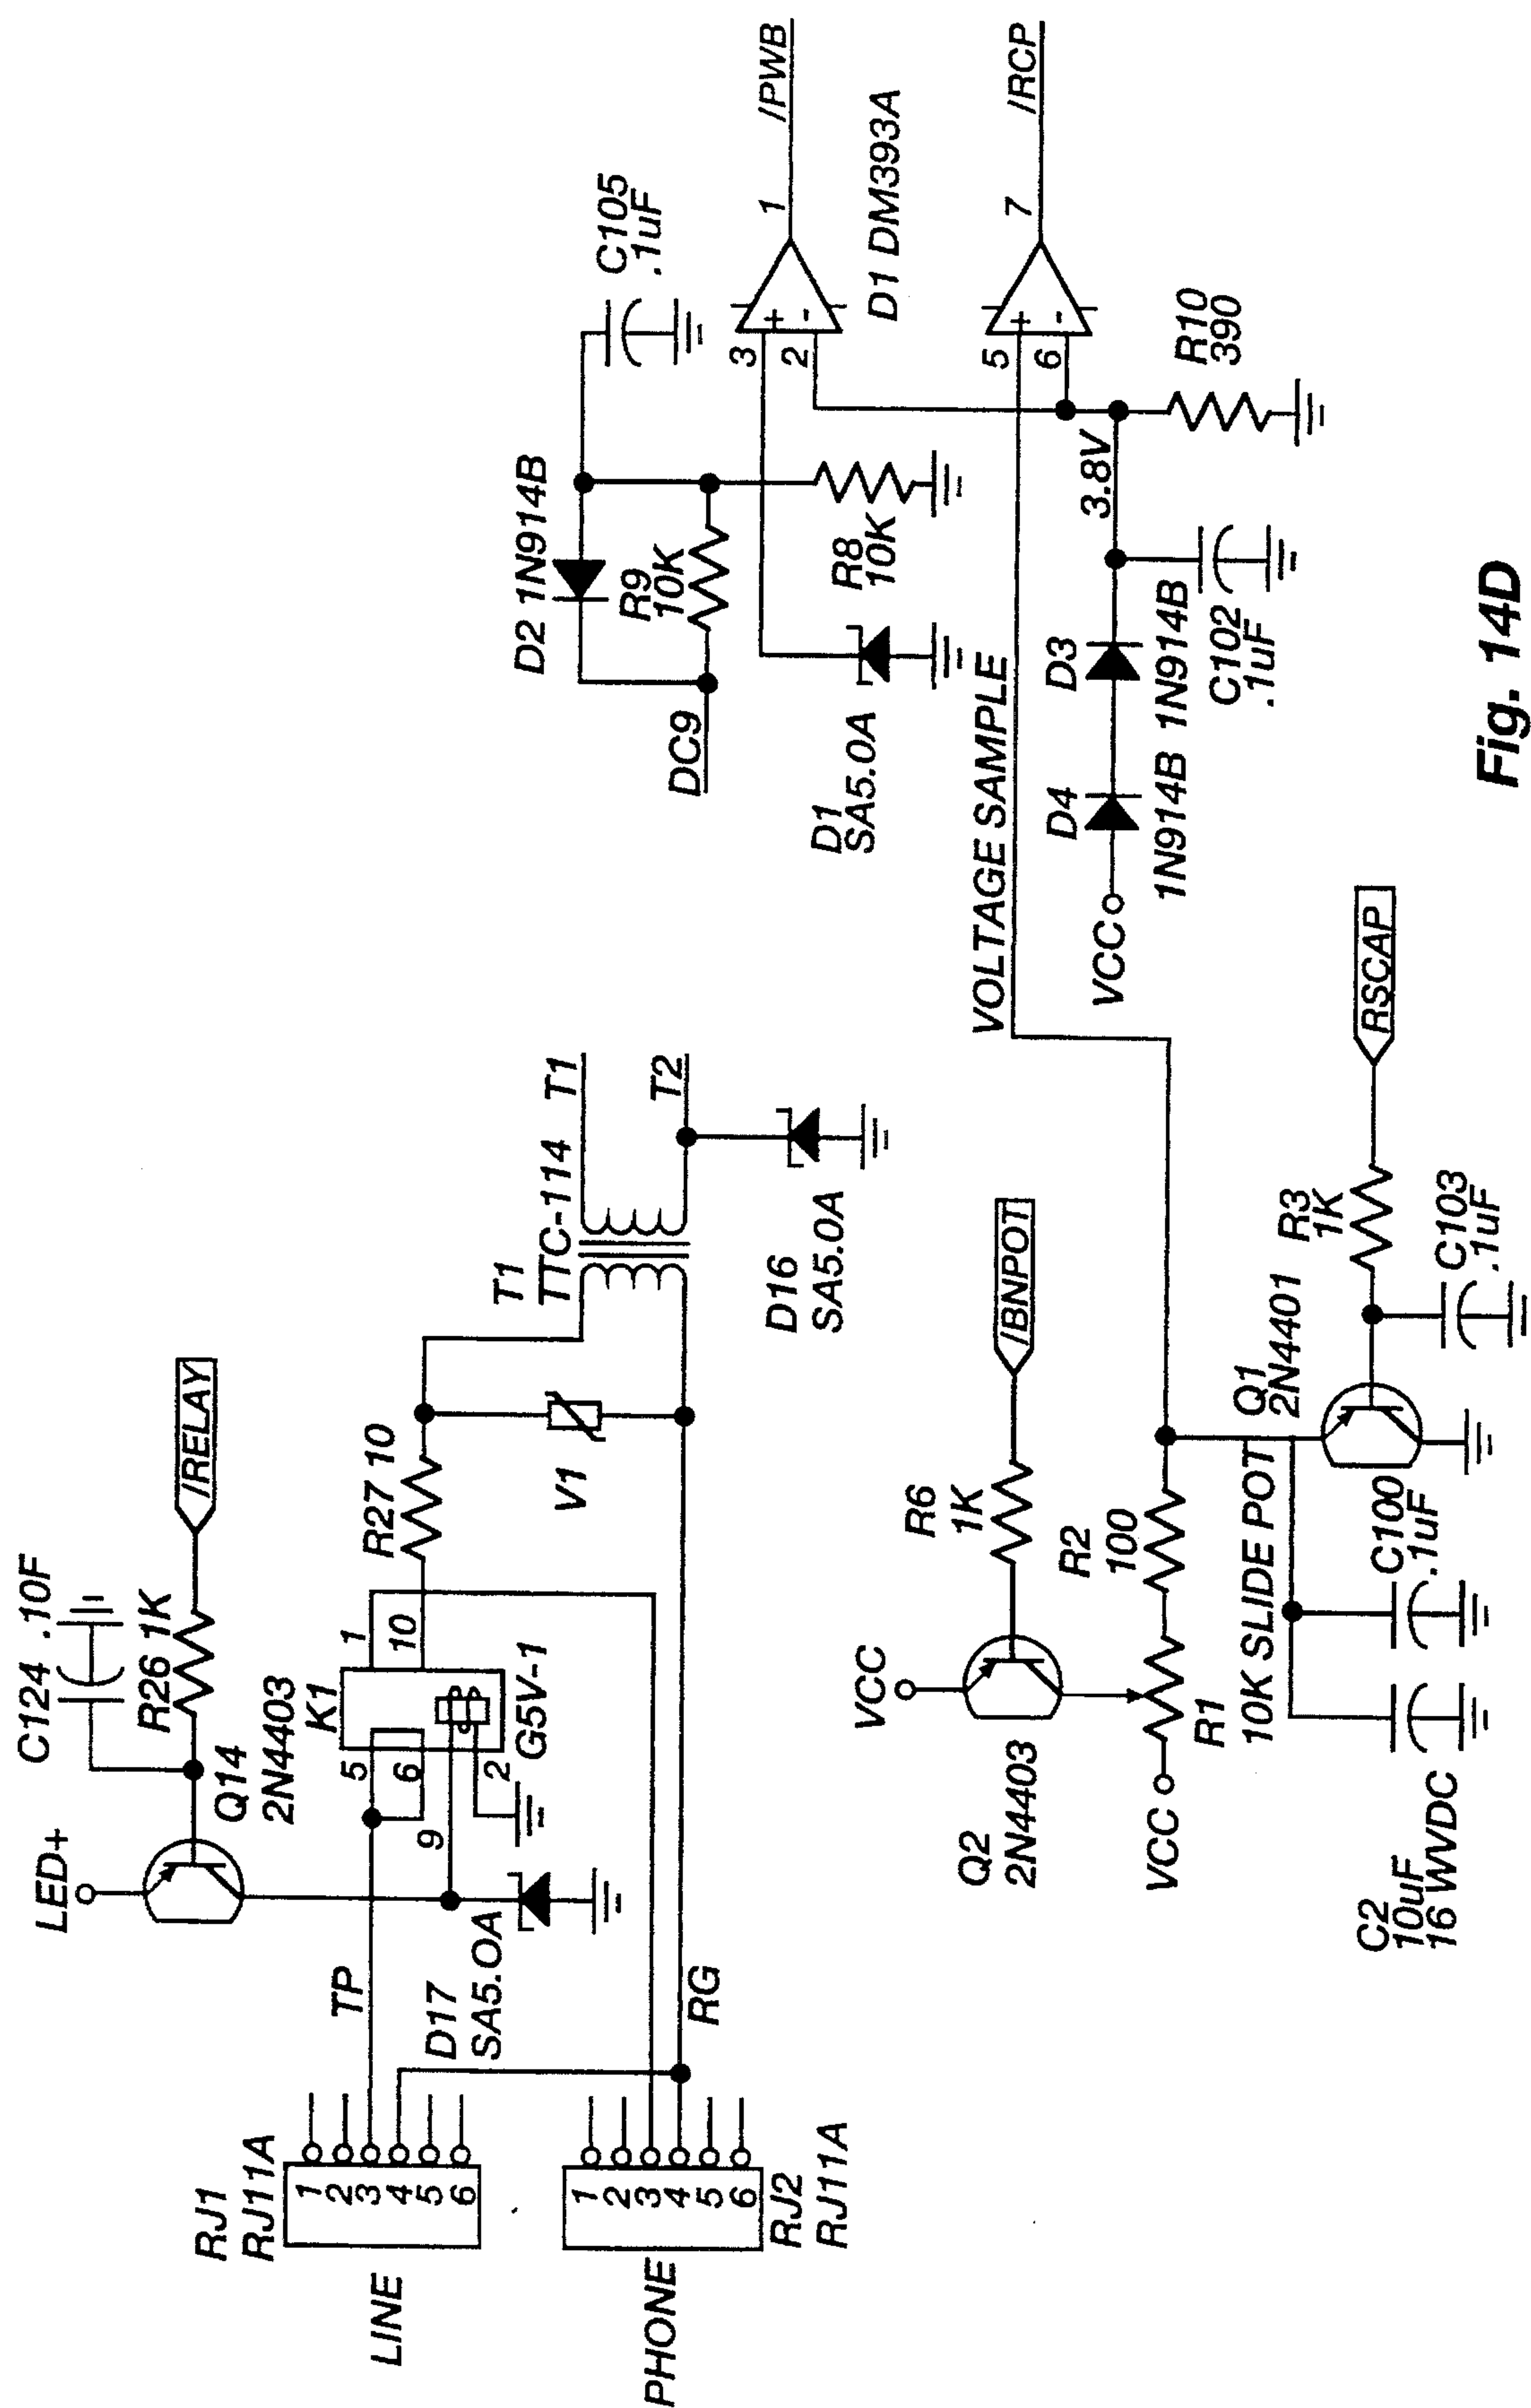 RJ1
RJ11A
LINE
1
2
3
4
5
6
PHONE
1
2
3
4
5
6
RJ2
RJ11A
TP
RG
LED+
C124 .10F
/RELAY
R26 1K
Q14
2N4403
K1
5
6
9
2
1
10
G5V-1
D17
SA5.OA
R27 10
V1
T1
TTC-114
T1
T2
D16
SA5.0A
DC9
D2 1N914B
R9
10K
C105
.1uF
R8
10K
D1
SA5.0A
3
2
+
-
1
/PWB
D1 DM393A
5
6
+
-
7
/RCP
VOLTAGE SAMPLE
VCC
D4
1N914B
D3
1N914B
3.8V
C102
.1uF
R10
390
VCC
Q2
2N4403
R6
1K
/BNPOT
VCC
R1
10K SLIDE POT
R2
100
C2
10uF
16 WVDC
C100
.1uF
Q1
2N4401
R3
1K
C103
.1uF
RSCAP
Fig. 14D